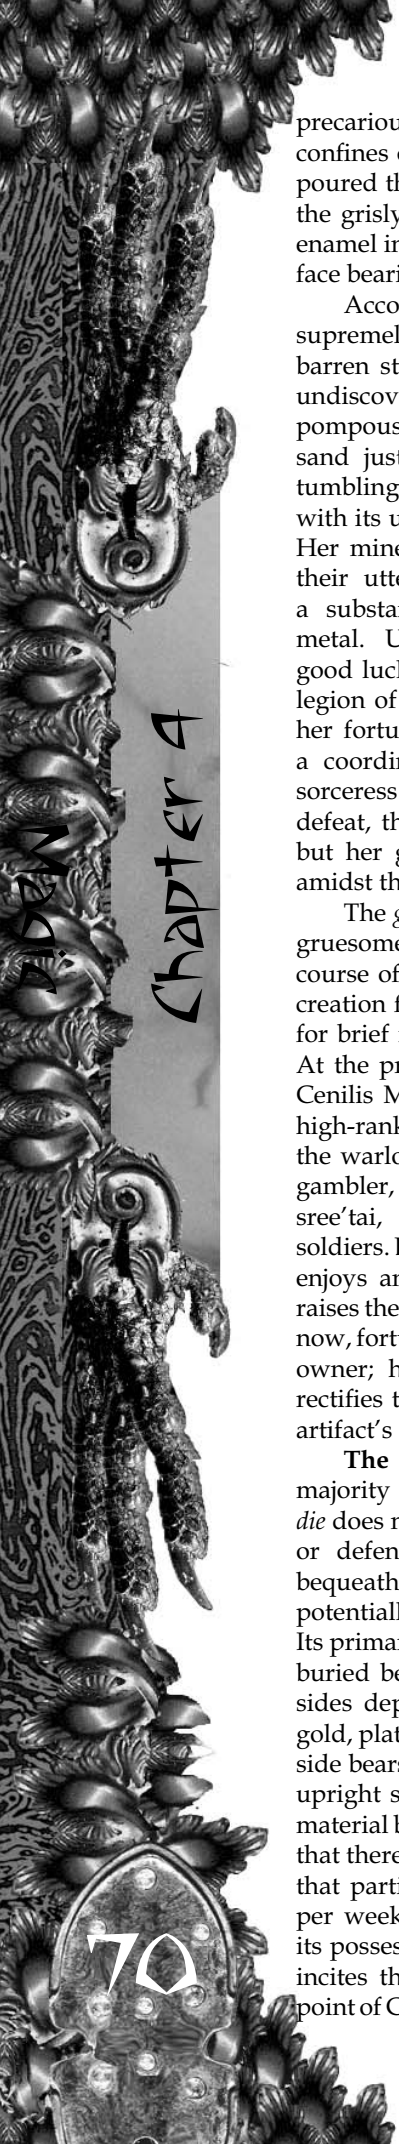 Chapter 4
Magic
precariou
confines
poured th
the grisly
enamel in
face beari
Acco
supremel
barren st
undiscov
pompous
sand just
tumbling
with its u
Her mine
their utte
a substa
metal. U
good luck
legion of
her fortu
a coordi
sorceress
defeat, th
but her g
amidst th
The g
gruesome
course of
creation f
for brief
At the pr
Cenilis M
high-rank
the warlo
gambler,
sree'tai,
soldiers.
enjoys an
raises the
now, fortu
owner; h
rectifies t
artifact's
The
majority
die does n
or defen
bequeath
potentiall
Its primar
buried be
sides dep
gold, plat
side bears
upright s
material b
that there
that parti
per week
its posses
incites th
point of C
70